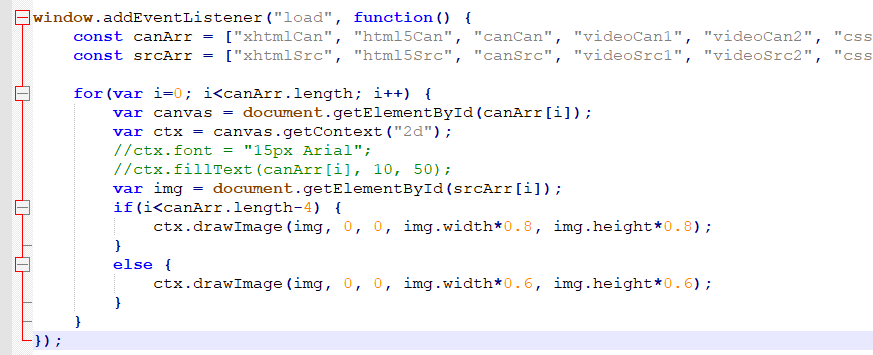 window.addEventListener("load", function() {
    const canArr = ["xhtmlCan", "html5Can", "canCan", "videoCan1", "videoCan2", "css
    const srcArr = ["xhtmlSrc", "html5Src", "canSrc", "videoSrc1", "videoSrc2", "css
    for(var i=0; i<canArr.length; i++) {
        var canvas = document.getElementById(canArr[i]);
        var ctx = canvas.getContext("2d");
        //ctx.font = "15px Arial";
        //ctx.fillText(canArr[i], 10, 50);
        var img = document.getElementById(srcArr[i]);
        if(i<canArr.length-4) {
            ctx.drawImage(img, 0, 0, img.width*0.8, img.height*0.8);
        }
        else {
            ctx.drawImage(img, 0, 0, img.width*0.6, img.height*0.6);
        }
    }
});